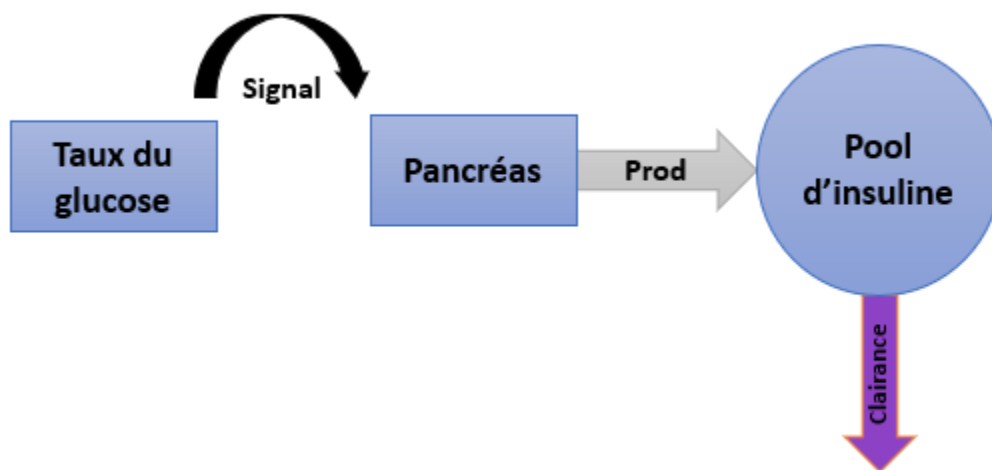 Signal
Taux du
glucose
Pancréas
Prod
Pool
d’insuline
Clairance